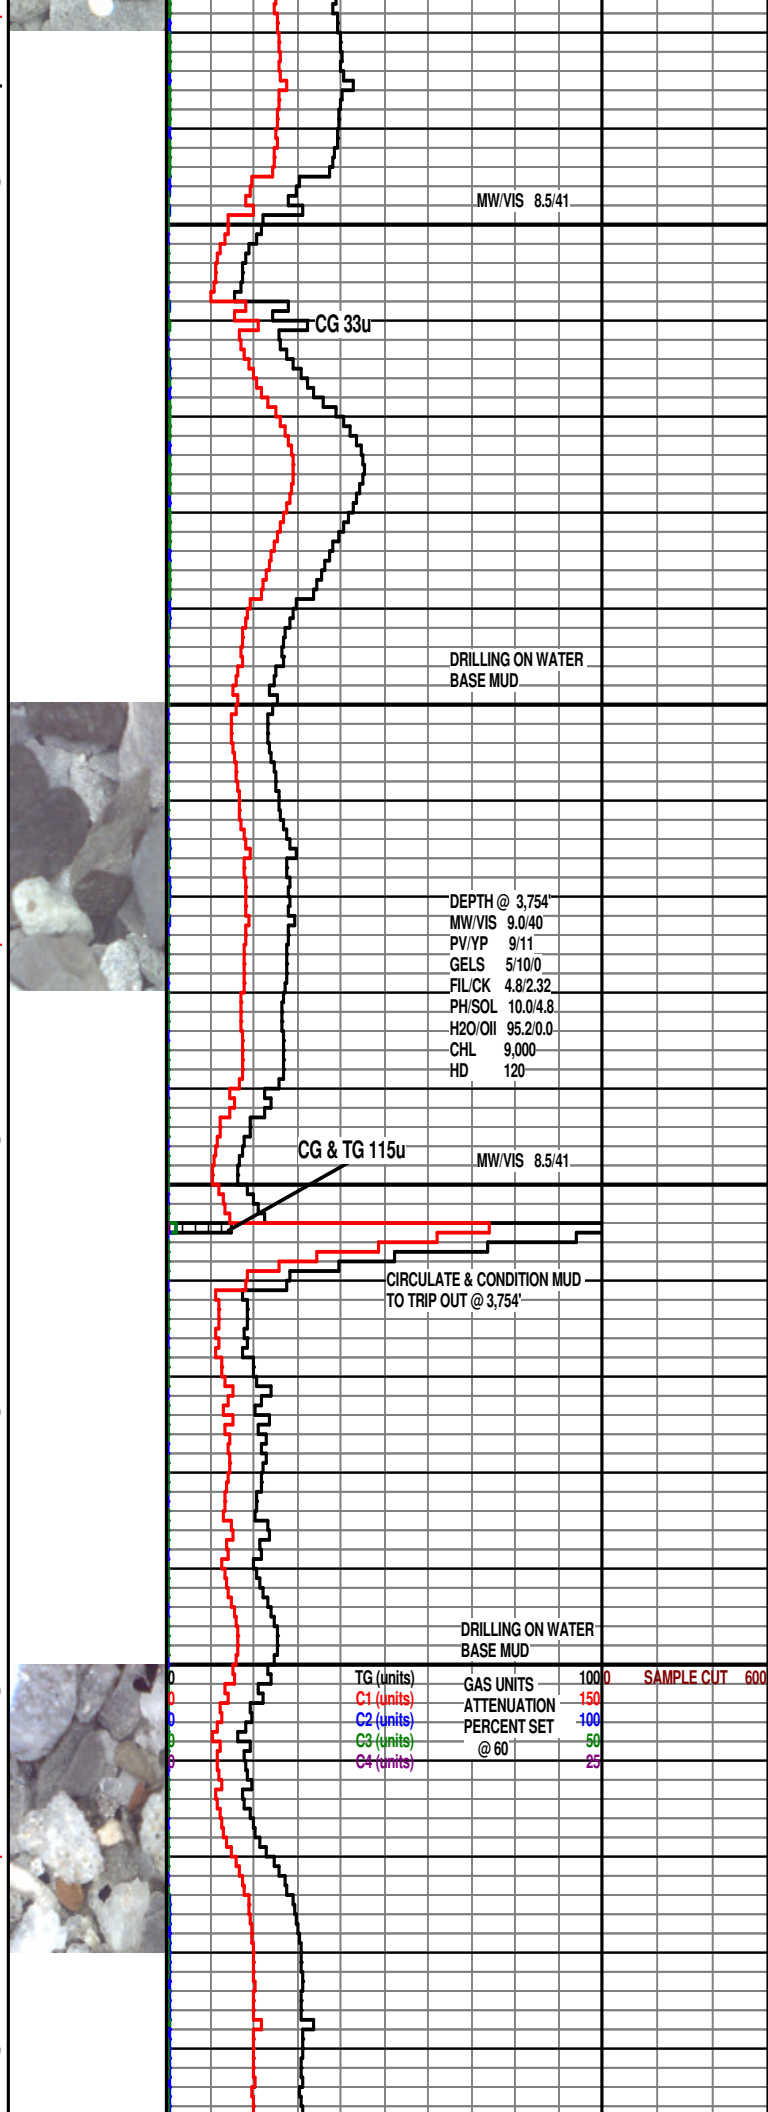 MW/VIS 8.5/41
CG 33u
DRILLING ON WATER
BASE MUD
DEPTH @ 3,754'
MW/VIS 9.0/40
PV/YP 9/11
GELS 5/10/0
FIL/CK 4.8/2.32
PH/SOL 10.0/4.8
H2O/OIl 95.2/0.0
CHL 9,000
HD 120
CG & TG 115u
MW/VIS 8.5/41
CIRCULATE & CONDITION MUD
TO TRIP OUT @ 3,754'
DRILLING ON WATER
BASE MUD
0 TG (units) 100
0 C1 (units) 150
0 C2 (units) 100
0 C3 (units) 50
0 C4 (units) 25
GAS UNITS
ATTENUATION
PERCENT SET
@ 60
0 SAMPLE CUT 600